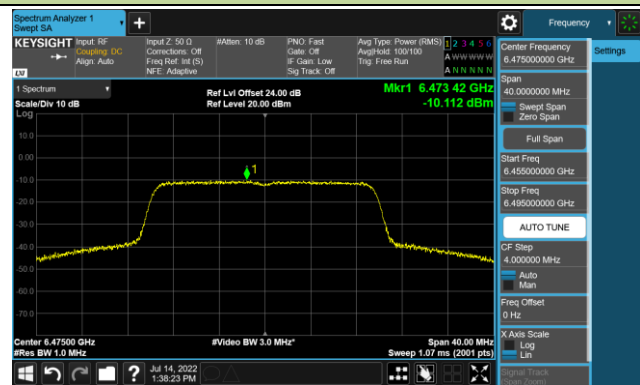 Spectrum Analyzer 1
Swept SA
Frequency
KEYSIGHT
Input: RF
Coupling: DC
Align: Auto
Input Z: 50 Ω
Corrections: Off
Freq Ref: Int (S)
NFE: Adaptive
#Atten: 10 dB
PNO: Fast
Gate: Off
IF Gain: Low
Sig Track: Off
Avg Type: Power (RMS)
Avg|Hold: 100/100
Trig: Free Run
1 2 3 4 5 6
A W W W W W
A N N N N N
LXI
1 Spectrum
Scale/Div 10 dB
Log
Ref Lvl Offset 24.00 dB
Ref Level 20.00 dBm
Mkr1 6.473 42 GHz
-10.112 dBm
10.0
0.00
-10.0
-20.0
-30.0
-40.0
-50.0
-60.0
-70.0
1
Center 6.47500 GHz
#Res BW 1.0 MHz
#Video BW 3.0 MHz*
Span 40.00 MHz
Sweep 1.07 ms (2001 pts)
Jul 14, 2022
1:38:23 PM
Center Frequency
6.475000000 GHz
Span
40.0000000 MHz
Swept Span
Zero Span
Full Span
Start Freq
6.455000000 GHz
Stop Freq
6.495000000 GHz
AUTO TUNE
CF Step
4.000000 MHz
Auto
Man
Freq Offset
0 Hz
X Axis Scale
Log
Lin
Signal Track
(Span Zoom)
Settings